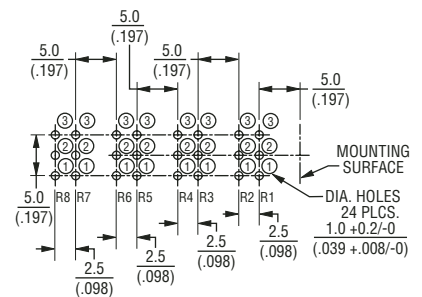 5.0
(.197)
5.0
(.197)
5.0
(.197)
5.0
(.197)
3 3 3 3 3 3 3 3
2 2 2 2 2 2 2 2
1 1 1 1 1 1 1 1
MOUNTING
SURFACE
5.0
(.197)
R8 R7 R6 R5 R4 R3 R2 R1
DIA. HOLES
24 PLCS.
1.0 +0.2/-0
(.039 +.008/-0)
2.5
(.098)
2.5
(.098)
2.5
(.098)
2.5
(.098)